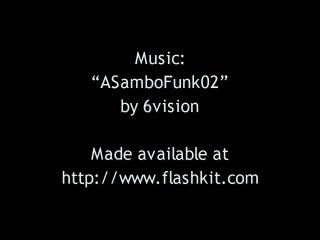 Music:
“ASamboFunk02”
by 6vision
Made available at
http://www.flashkit.com